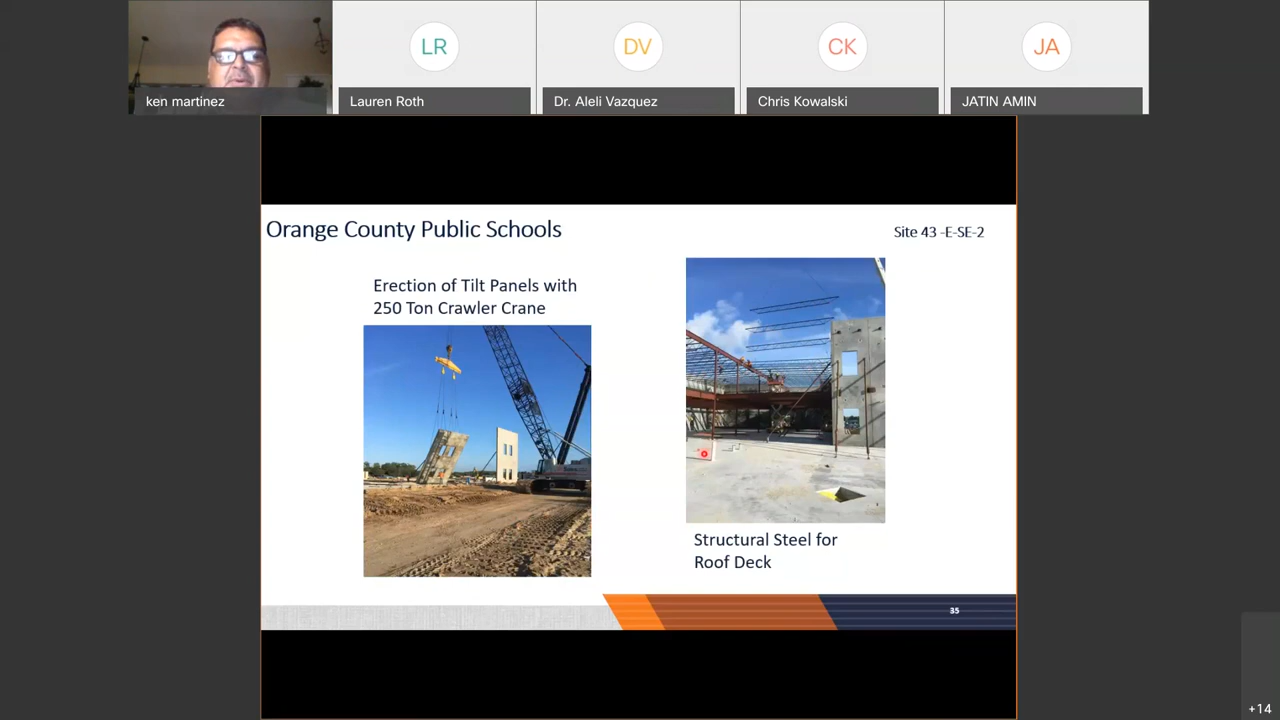 LR
DV
CK
JA
ken martinez
Lauren Roth
Dr. Aleli Vazquez
Chris Kowalski
JATIN AMIN
Orange County Public Schools
Site 43 -E-SE-2
Erection of Tilt Panels with
250 Ton Crawler Crane
Structural Steel for
Roof Deck
35
+14